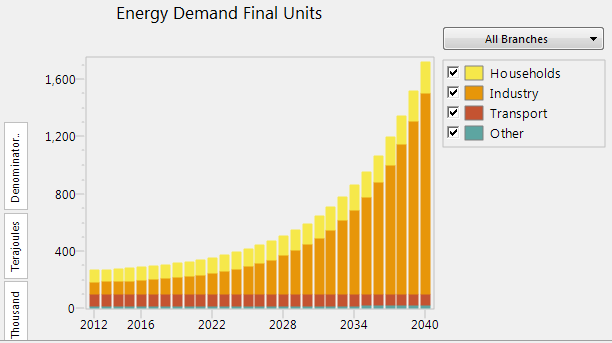 Energy Demand Final Units
All Branches
Households
Industry
Transport
Other
Denominator..
Terajoules
Thousand
1,600
1,200
800
400
0
2012 2016 2022 2028 2034 2040